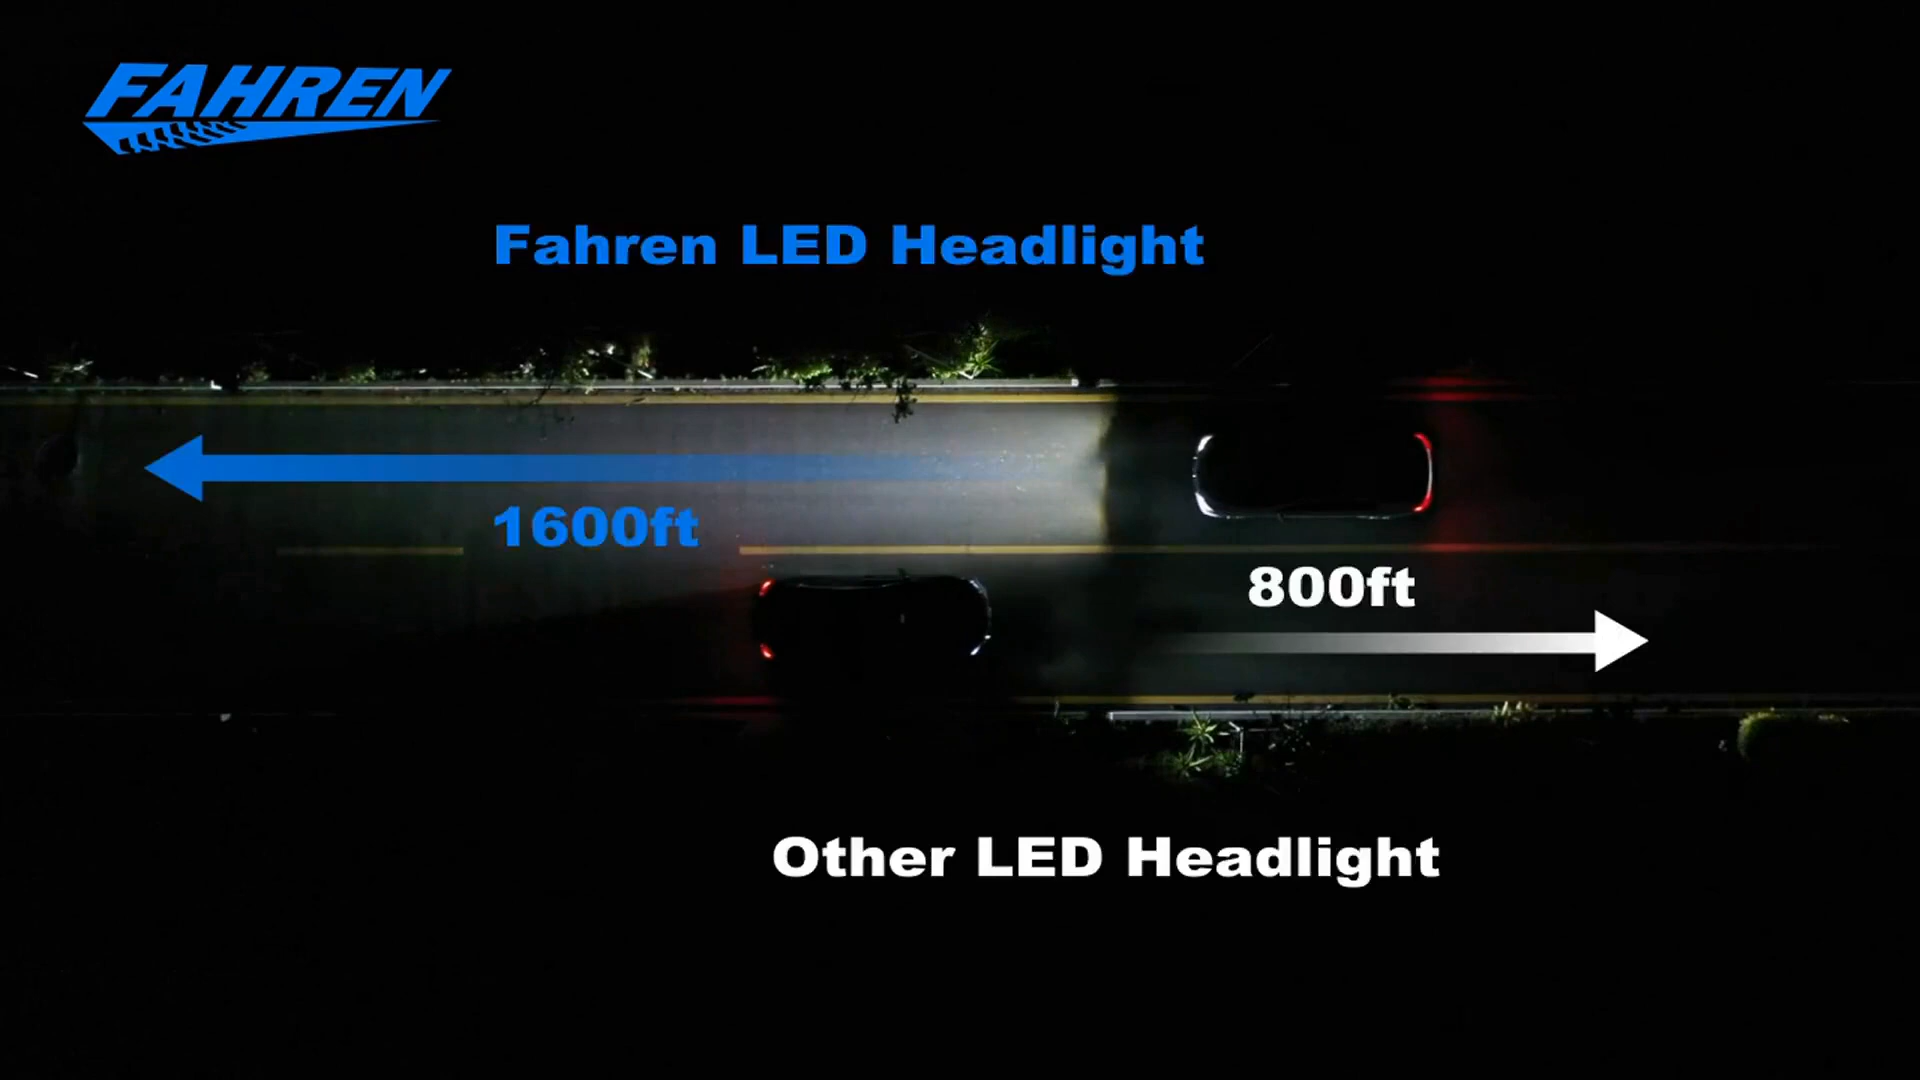 FAHREN
Fahren LED Headlight
1600ft
800ft
Other LED Headlight